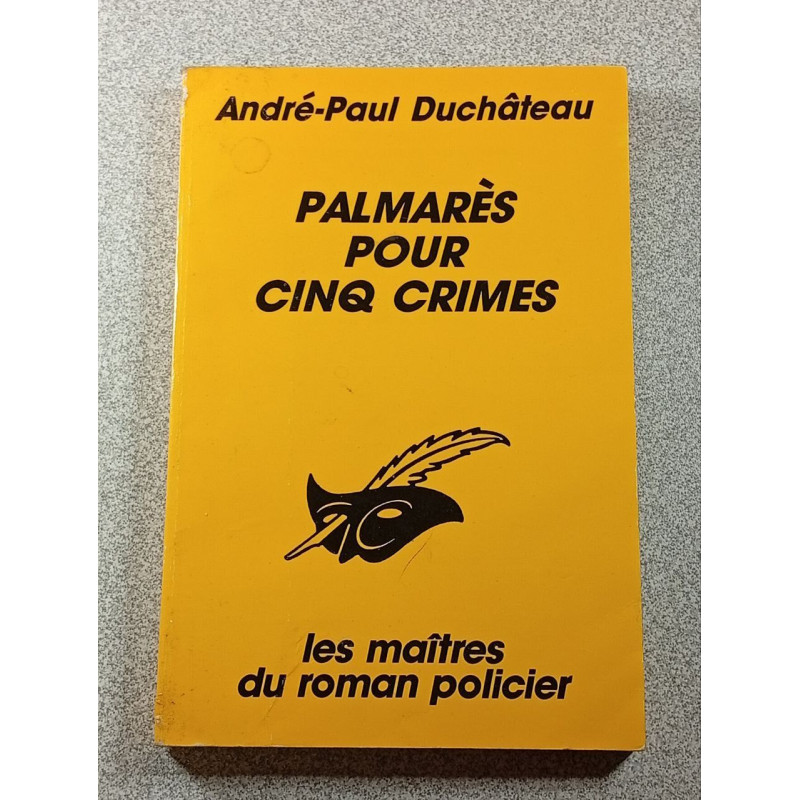 André-Paul Duchâteau
PALMARÈS
POUR
CINQ CRIMES
les maîtres
du roman policier